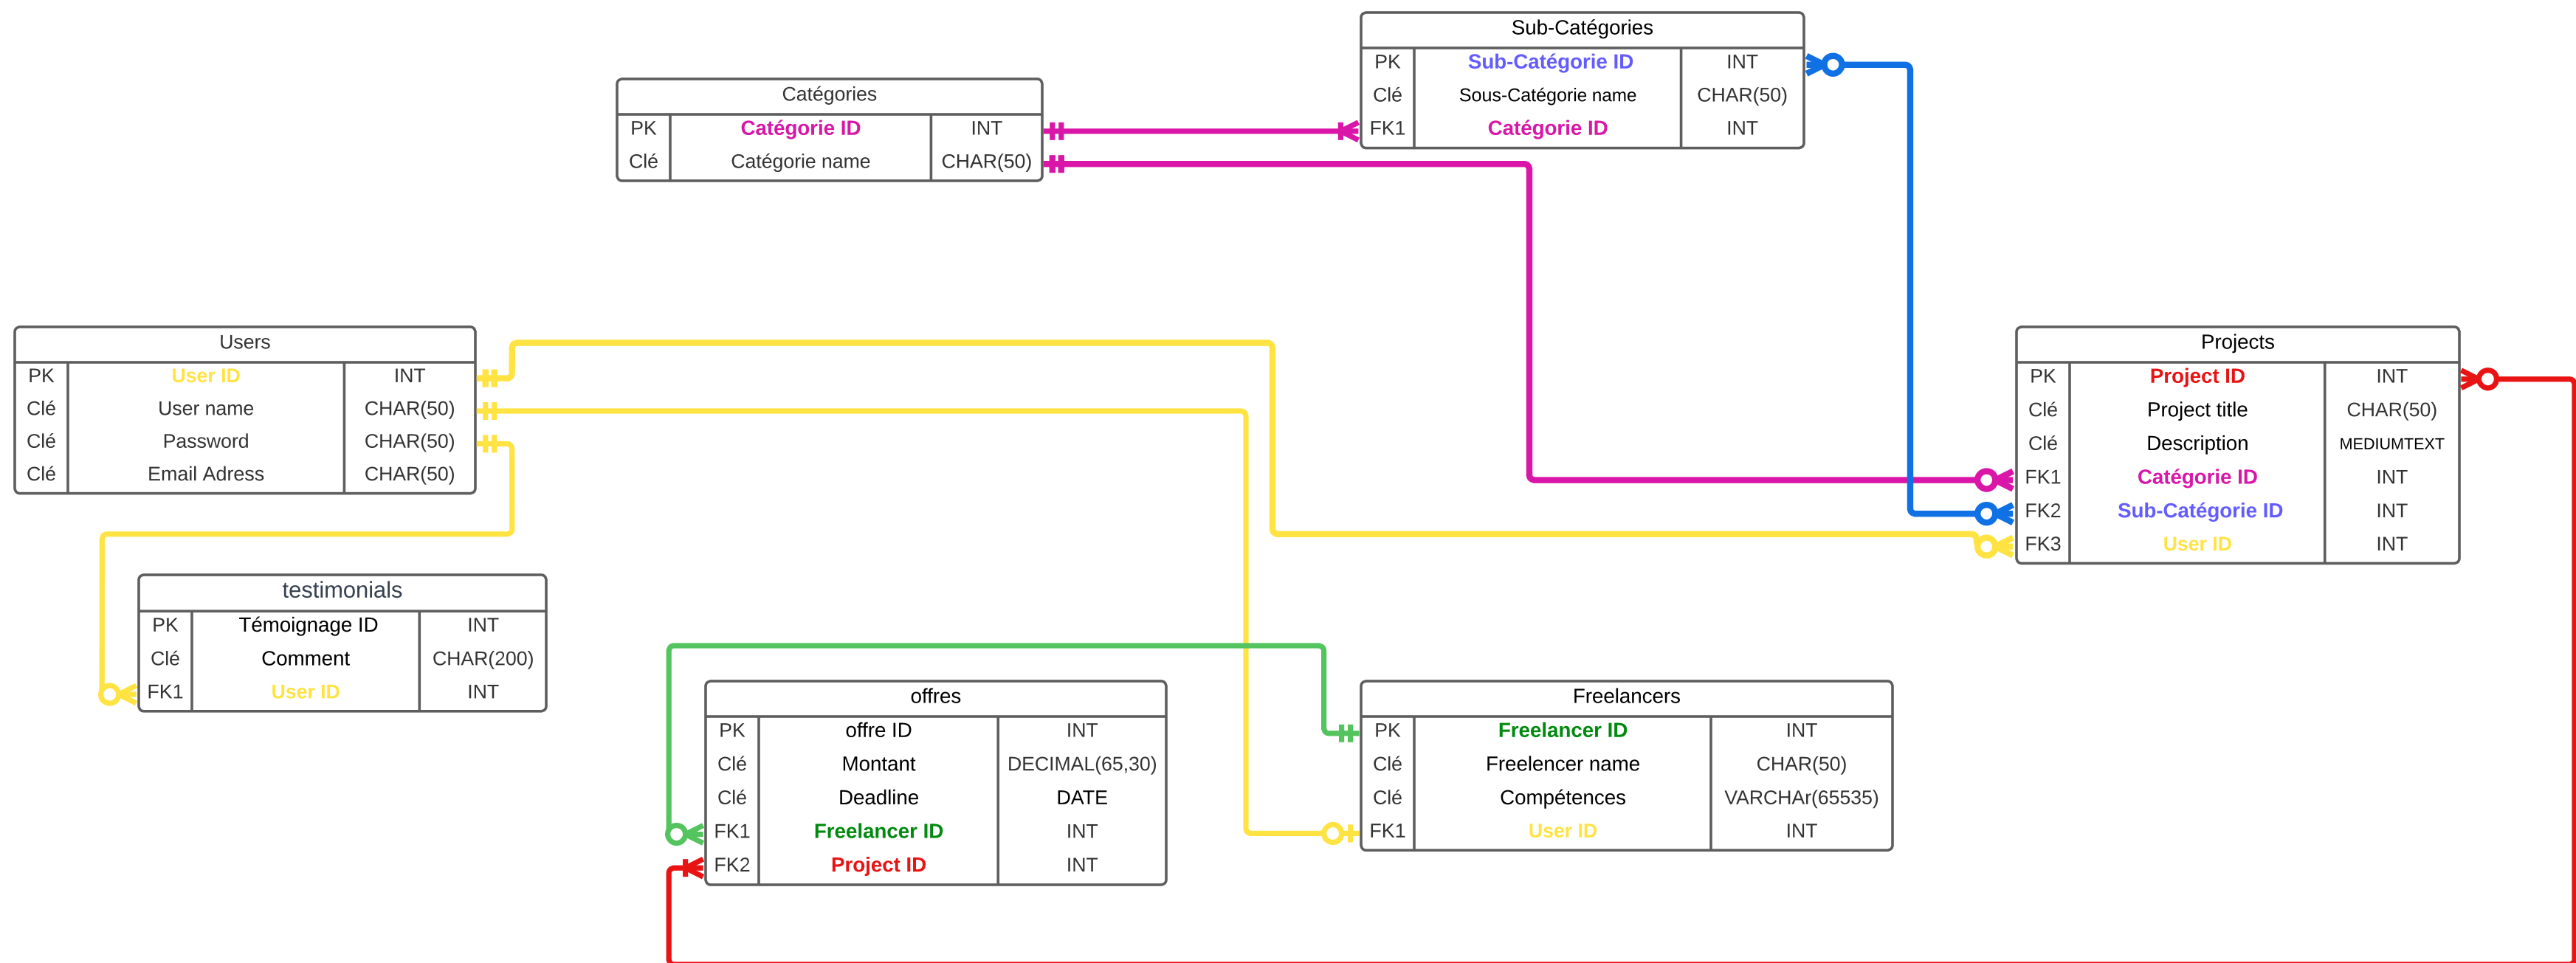 Sub-Catégories
PK Sub-Catégorie ID INT
Clé Sous-Catégorie name CHAR(50)
FK1 Catégorie ID INT
Catégories
PK Catégorie ID INT
Clé Catégorie name CHAR(50)
Users
PK User ID INT
Clé User name CHAR(50)
Clé Password CHAR(50)
Clé Email Adress CHAR(50)
Projects
PK Project ID INT
Clé Project title CHAR(50)
Clé Description MEDIUMTEXT
FK1 Catégorie ID INT
FK2 Sub-Catégorie ID INT
FK3 User ID INT
testimonials
PK Témoignage ID INT
Clé Comment CHAR(200)
FK1 User ID INT
offres
PK offre ID INT
Clé Montant DECIMAL(65,30)
Clé Deadline DATE
FK1 Freelancer ID INT
FK2 Project ID INT
Freelancers
PK Freelancer ID INT
Clé Freelencer name CHAR(50)
Clé Compétences VARCHAr(65535)
FK1 User ID INT